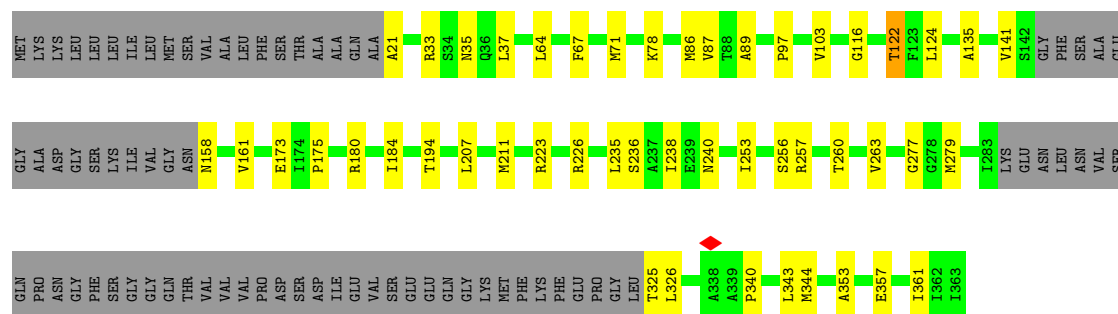 MET LYS LYS LEU LEU LEU ILE LEU MET SER VAL ALA LEU PHE SER THR ALA ALA GLN ALA A21 R33 S34 N35 Q36 L37 L64 F67 M71 K78 M86 V87 T88 A89 P97 V103 G116 T122 F123 L124 A135 V141 S142 GLY PHE SER ALA GLU
GLY ALA ASP GLY SER LYS ILE VAL GLY ASN N158 V161 E173 I174 P175 R180 I184 T194 L207 M211 R223 R226 L235 S236 A237 I238 E239 N240 I253 S256 R257 T260 V263 G277 G278 M279 I283 LYS GLU ASN LEU ASN VAL SER
GLN PRO ASN GLY PHE SER GLY GLY GLN THR VAL VAL VAL PRO ASP SER ASP ILE GLU VAL SER GLU GLU GLN GLY LYS MET PHE LYS PHE GLU PRO GLY LEU T325 L326 A338 A339 P340 L343 M344 A353 E357 I361 I362 I363